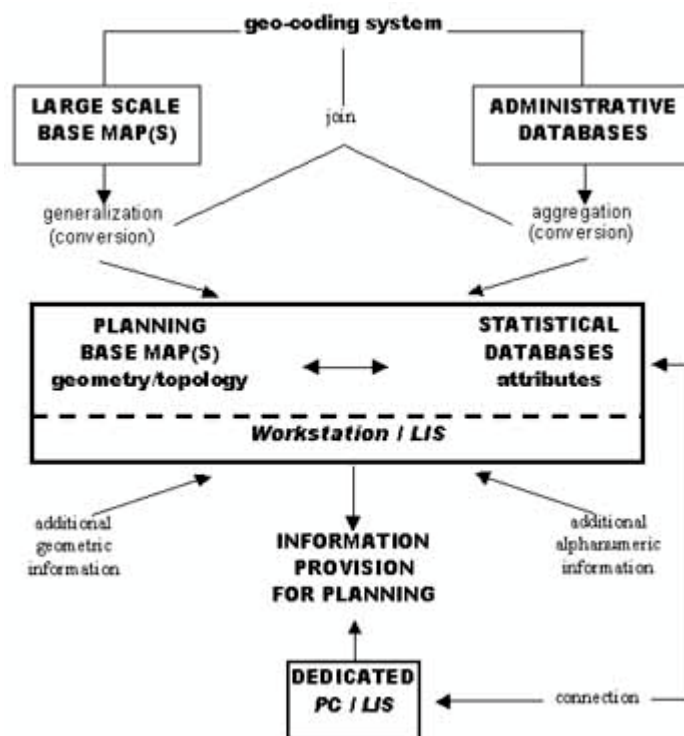 geo-coding system
LARGE SCALE
BASE MAP(S)
join
ADMINISTRATIVE
DATABASES
generalization
(conversion)
aggregation
(conversion)
PLANNING
BASE MAP(S)
geometry/topology
STATISTICAL
DATABASES
attributes
Workstation / LIS
additional
geometric
information
INFORMATION
PROVISION
FOR PLANNING
additional
alphanumeric
information
DEDICATED
PC / LIS
connection